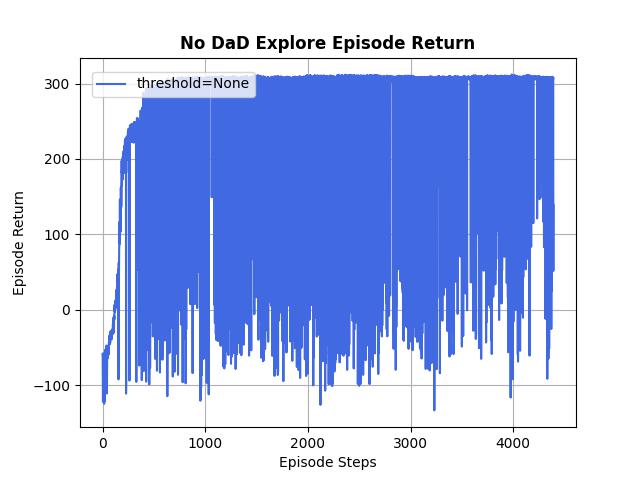 No DaD Explore Episode Return
threshold=None
Episode Return
300
200
100
0
−100
0 1000 2000 3000 4000
Episode Steps